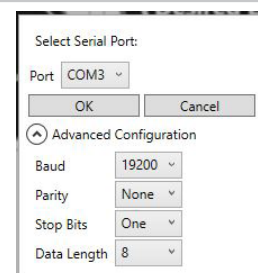 Select Serial Port:
Port COM3
OK Cancel
Advanced Configuration
Baud 19200
Parity None
Stop Bits One
Data Length 8